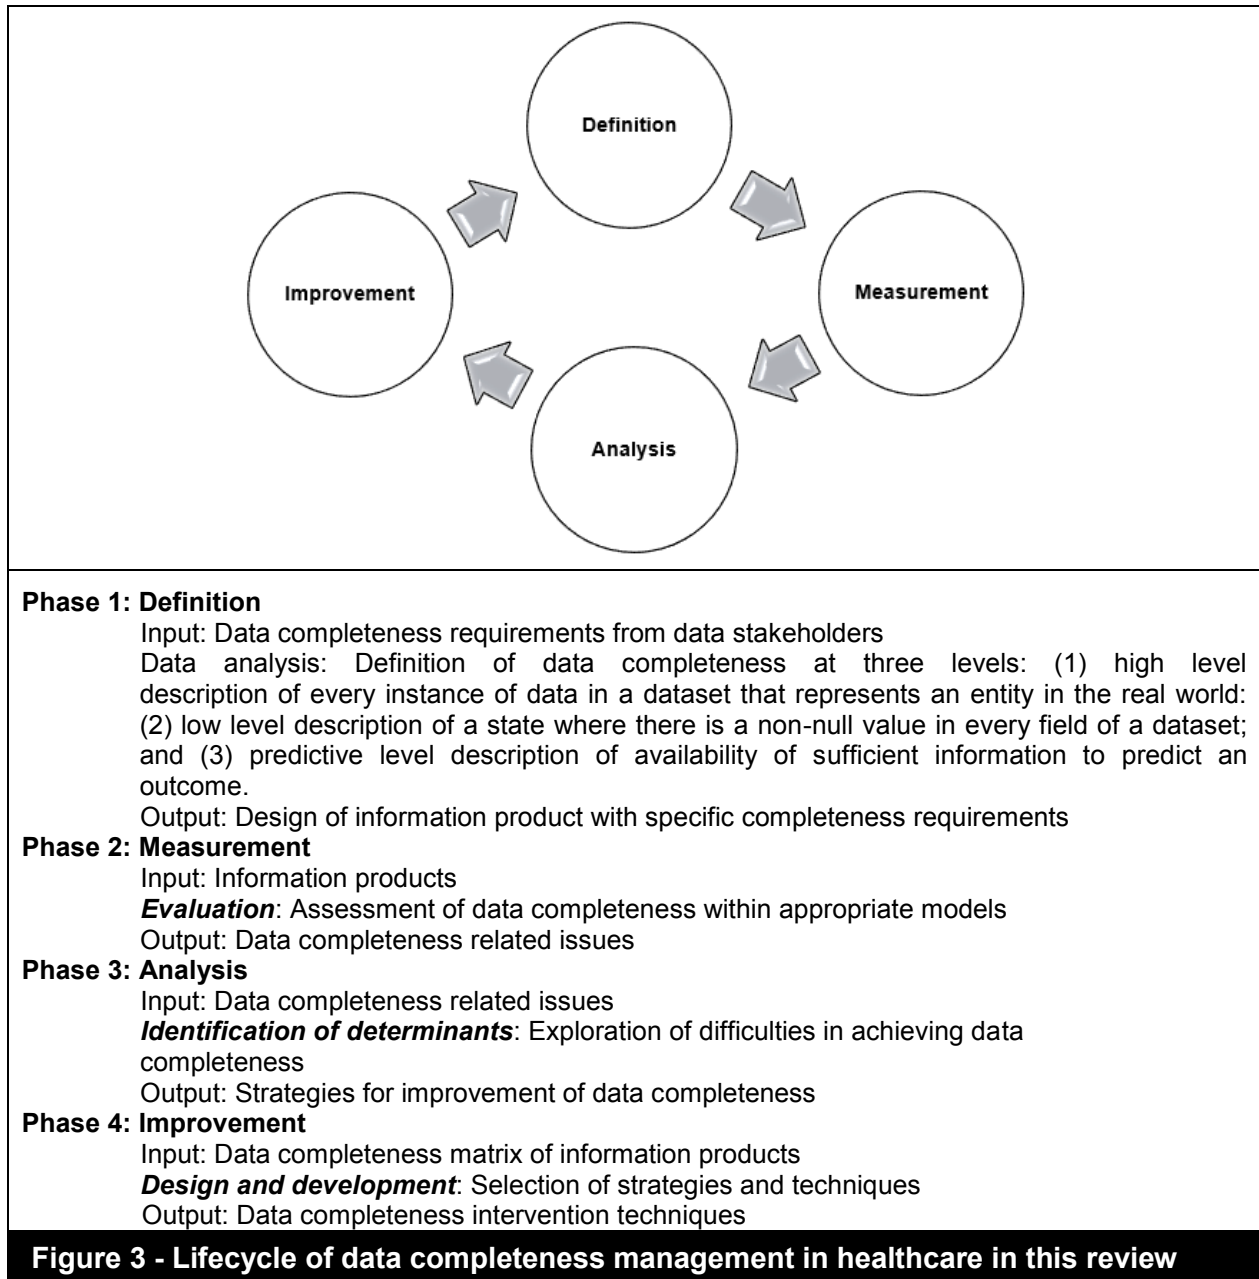 Definition
Improvement
Measurement
Analysis
Phase 1: Definition
Input: Data completeness requirements from data stakeholders
Data analysis: Definition of data completeness at three levels: (1) high level
description of every instance of data in a dataset that represents an entity in the real world:
(2) low level description of a state where there is a non-null value in every field of a dataset;
and (3) predictive level description of availability of sufficient information to predict an
outcome.
Output: Design of information product with specific completeness requirements
Phase 2: Measurement
Input: Information products
Evaluation: Assessment of data completeness within appropriate models
Output: Data completeness related issues
Phase 3: Analysis
Input: Data completeness related issues
Identification of determinants: Exploration of difficulties in achieving data
completeness
Output: Strategies for improvement of data completeness
Phase 4: Improvement
Input: Data completeness matrix of information products
Design and development: Selection of strategies and techniques
Output: Data completeness intervention techniques
Figure 3 - Lifecycle of data completeness management in healthcare in this review